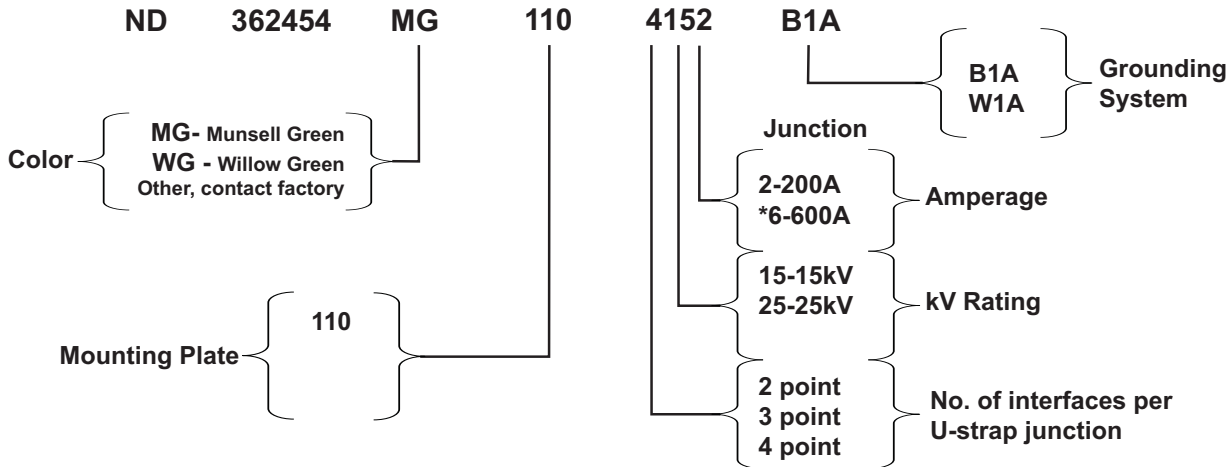 ND 362454 MG 110 4152 B1A
B1A
W1A
Grounding
System
Junction
Color
MG- Munsell Green
WG - Willow Green
Other, contact factory
2-200A
*6-600A
Amperage
15-15kV
25-25kV
kV Rating
Mounting Plate
110
2 point
3 point
4 point
No. of interfaces per
U-strap junction